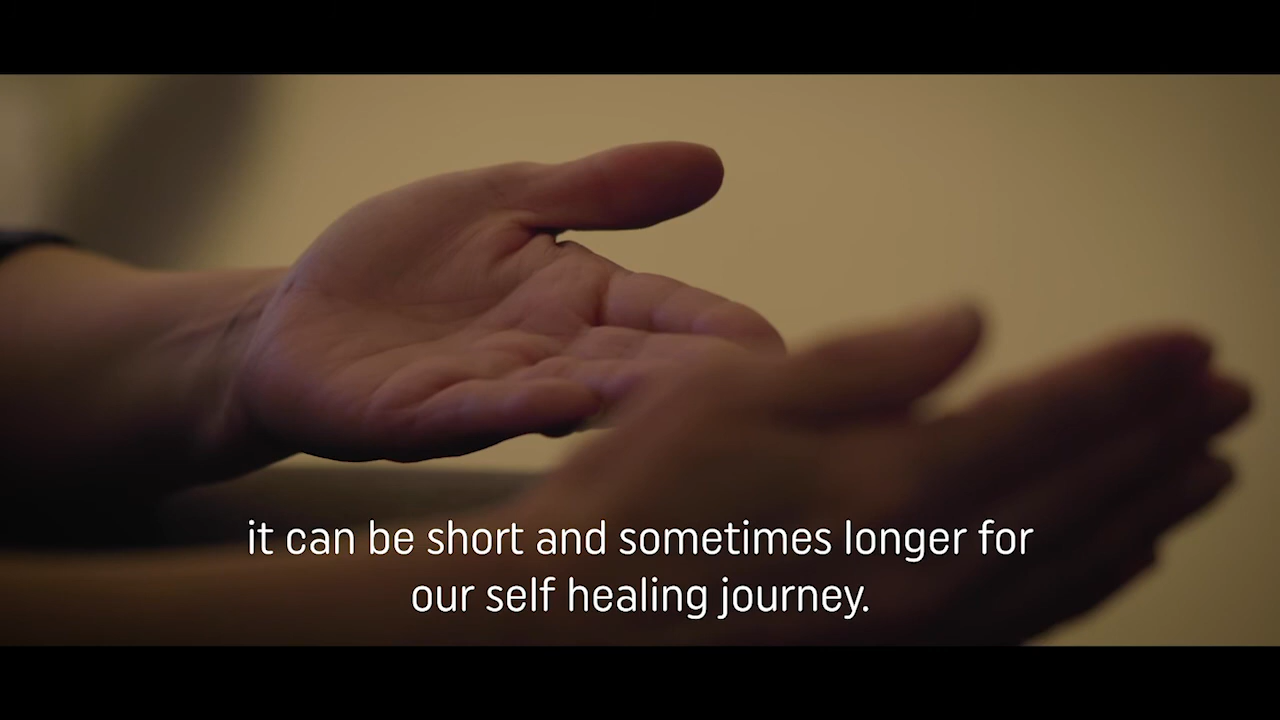 it can be short and sometimes longer for
our self healing journey.